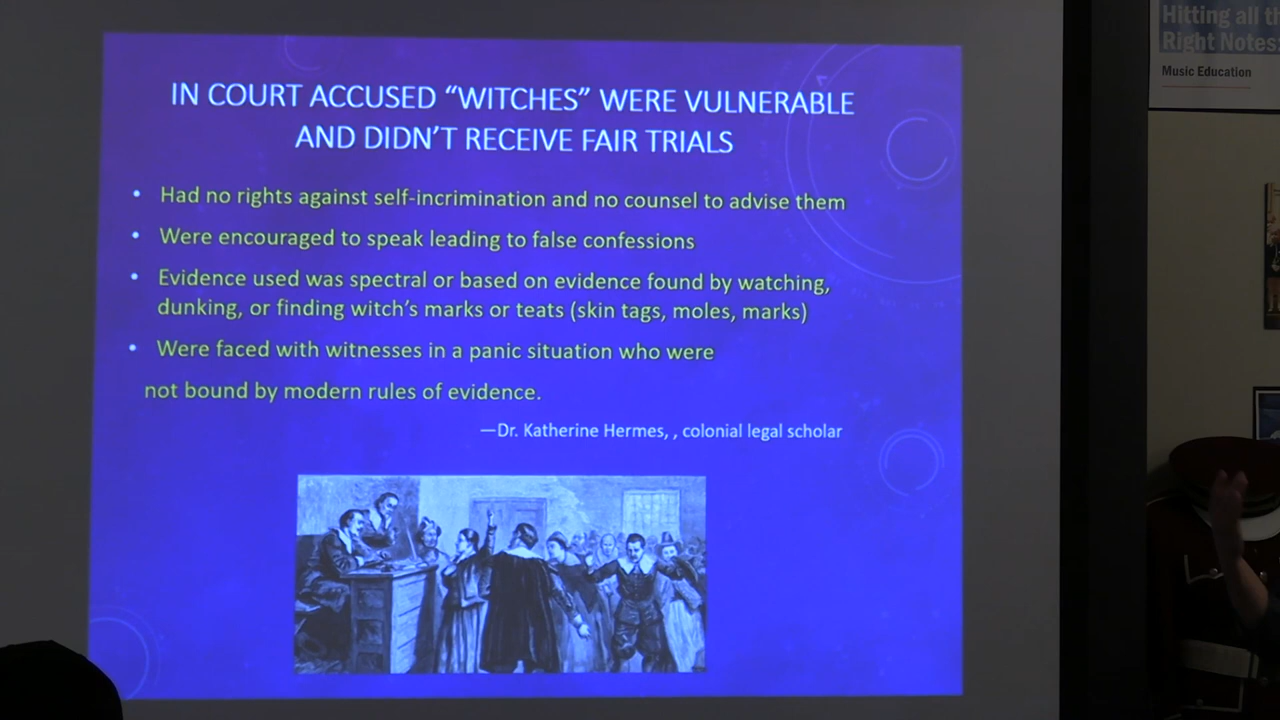 Hitting all
Right Notes
Music Education
IN COURT ACCUSED “WITCHES” WERE VULNERABLE
AND DIDN’T RECEIVE FAIR TRIALS
• Had no rights against self-incrimination and no counsel to advise them
• Were encouraged to speak leading to false confessions
• Evidence used was spectral or based on evidence found by watching,
dunking, or finding witch’s marks or teats (skin tags, moles, marks)
• Were faced with witnesses in a panic situation who were
not bound by modern rules of evidence.
—Dr. Katherine Hermes, , colonial legal scholar